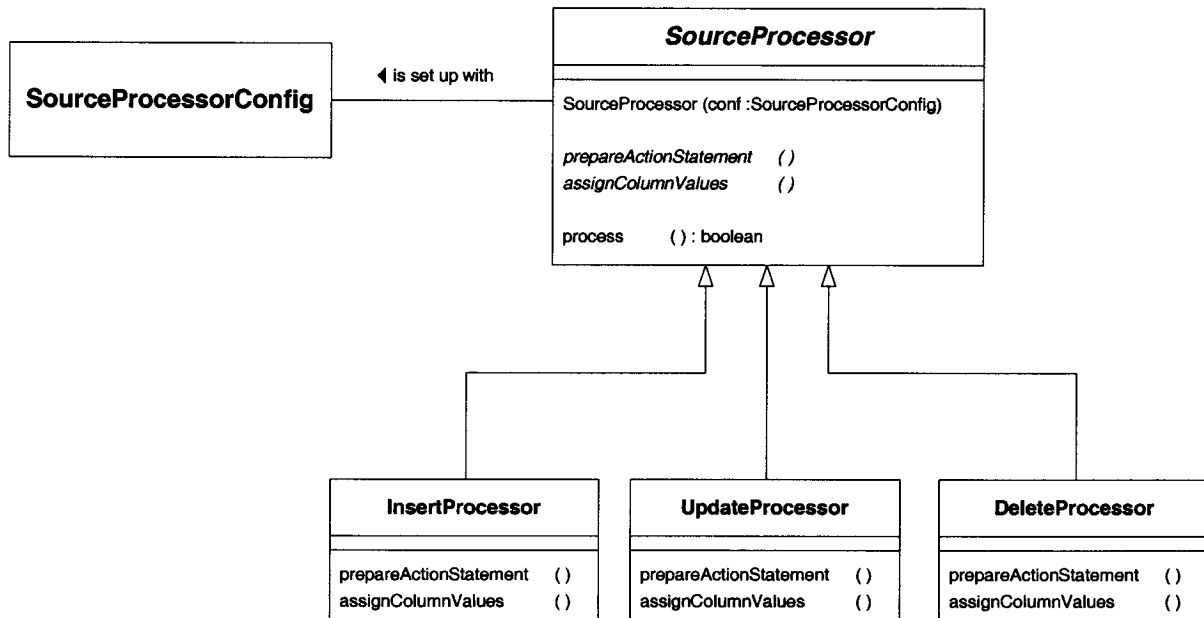 SourceProcessor
◀ is set up with
SourceProcessorConfig
SourceProcessor (conf :SourceProcessorConfig)
prepareActionStatement ( )
assignColumnValues ( )
process ( ) : boolean
InsertProcessor
prepareActionStatement ( )
assignColumnValues ( )
UpdateProcessor
prepareActionStatement ( )
assignColumnValues ( )
DeleteProcessor
prepareActionStatement ( )
assignColumnValues ( )